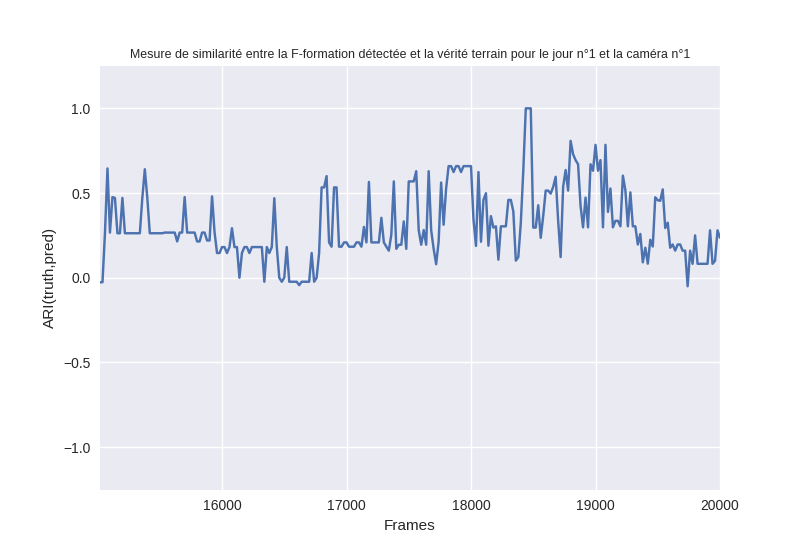 Mesure de similarité entre la F-formation détectée et la vérité terrain pour le jour n°1 et la caméra n°1
1.0
0.5
0.0
−0.5
−1.0
ARI(truth,pred)
16000 17000 18000 19000 20000
Frames